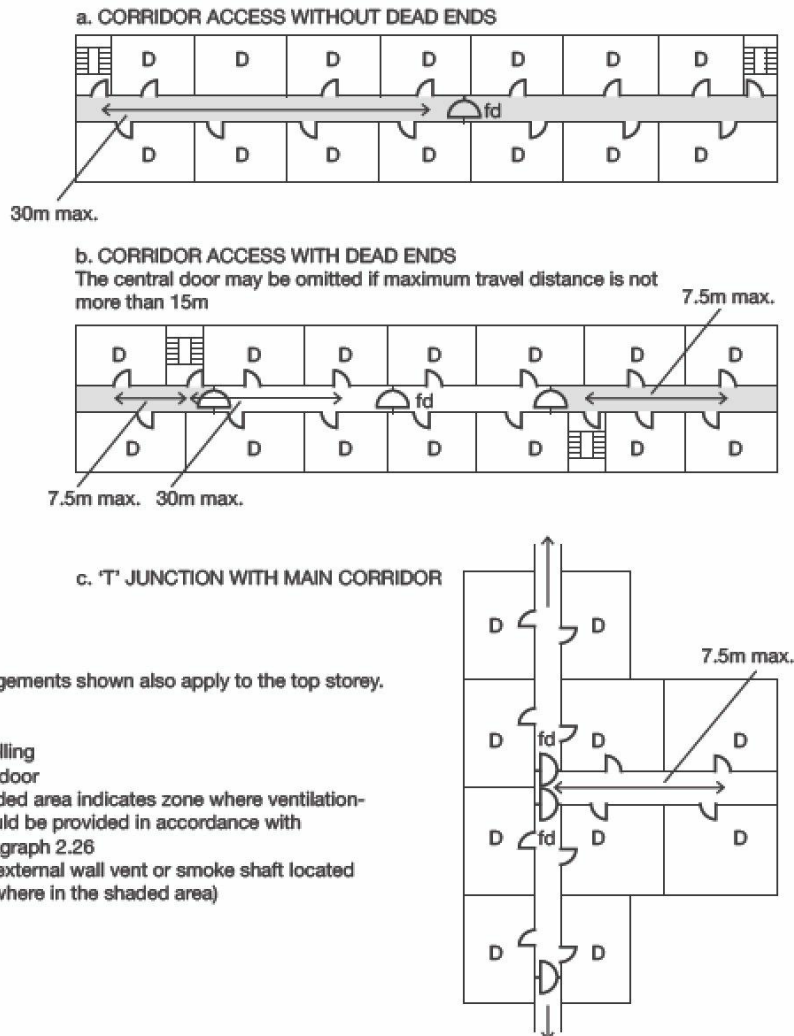 a. CORRIDOR ACCESS WITHOUT DEAD ENDS
D D D D D D D
fd
D D D D D D D
30m max.
b. CORRIDOR ACCESS WITH DEAD ENDS
The central door may be omitted if maximum travel distance is not
more than 15m
7.5m max.
D D D D D D D
fd
D D D D D D D
7.5m max. 30m max.
c. ‘T’ JUNCTION WITH MAIN CORRIDOR
D D
gements shown also apply to the top storey.
7.5m max.
D fd D D
lling
door
ded area indicates zone where ventilation-
uld be provided in accordance with
graph 2.26
external wall vent or smoke shaft located
where in the shaded area)
D fd D D
D D